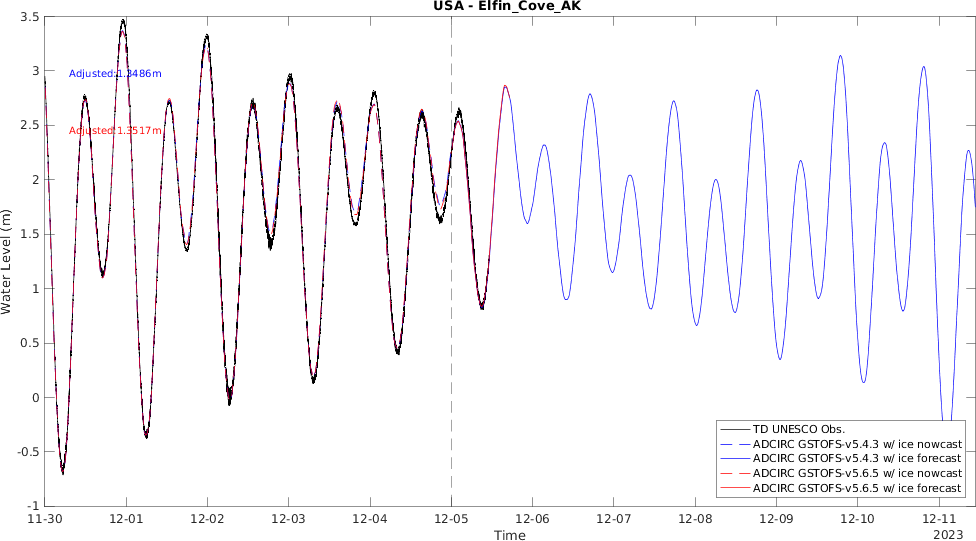 USA - Elfin_Cove_AK
3.5
3
2.5
2
1.5
1
0.5
0
-0.5
-1
Water Level (m)
Adjusted:1.3486m
Adjusted:1.3517m
TD UNESCO Obs.
ADCIRC GSTOFS-v5.4.3 w/ ice nowcast
ADCIRC GSTOFS-v5.4.3 w/ ice forecast
ADCIRC GSTOFS-v5.6.5 w/ ice nowcast
ADCIRC GSTOFS-v5.6.5 w/ ice forecast
11-30 12-01 12-02 12-03 12-04 12-05 12-06 12-07 12-08 12-09 12-10 12-11
Time
2023